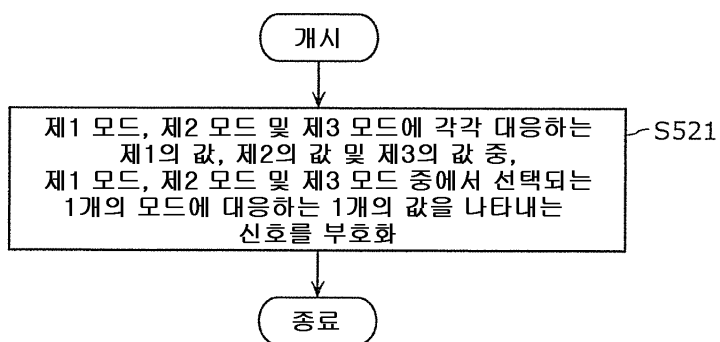 개시
제1 모드, 제2 모드 및 제3 모드에 각각 대응하는
제1의 값, 제2의 값 및 제3의 값 중,
제1 모드, 제2 모드 및 제3 모드 중에서 선택되는
1개의 모드에 대응하는 1개의 값을 나타내는
신호를 부호화
S521
종료